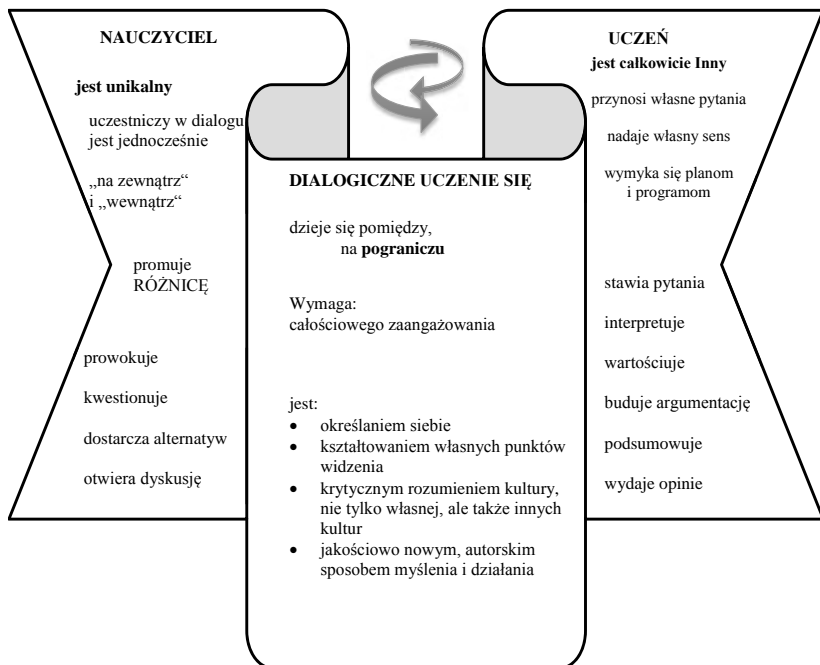 NAUCZYCIEL
jest unikalny
uczestniczy w dialogu
jest jednocześnie
„na zewnątrz“
i „wewnątrz“
promuje
RÓŻNICĘ
prowokuje
kwestionuje
dostarcza alternatyw
otwiera dyskusję
DIALOGICZNE UCZENIE SIĘ
dzieje się pomiędzy,
na pograniczu
Wymaga:
całościowego zaangażowania
jest:
• określaniem siebie
• kształtowaniem własnych punktów
widzenia
• krytycznym rozumieniem kultury,
nie tylko własnej, ale także innych
kultur
• jakościowo nowym, autorskim
sposobem myślenia i działania
UCZEŃ
jest całkowicie Inny
przynosi własne pytania
nadaje własny sens
wymyka się planom
i programom
stawia pytania
interpretuje
wartościuje
buduje argumentację
podsumowuje
wydaje opinie